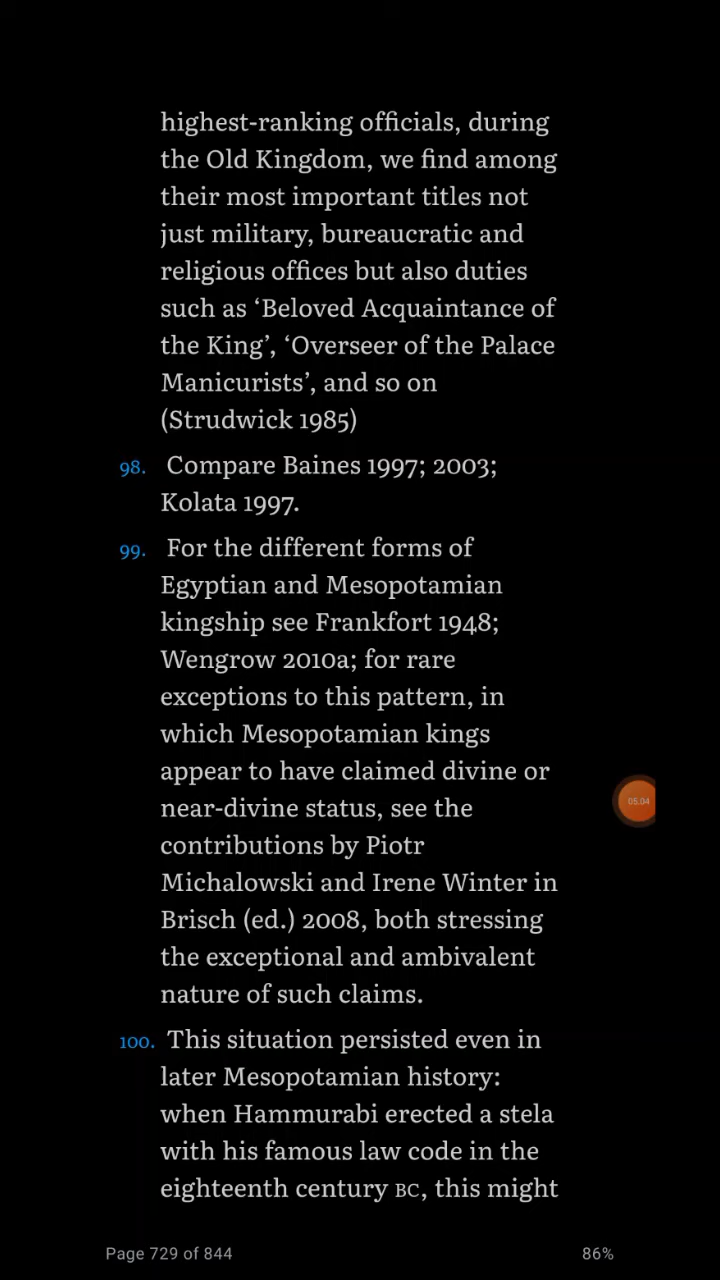 highest-ranking officials, during
the Old Kingdom, we find among
their most important titles not
just military, bureaucratic and
religious offices but also duties
such as ‘Beloved Acquaintance of
the King’, ‘Overseer of the Palace
Manicurists’, and so on
(Strudwick 1985)
98. Compare Baines 1997; 2003;
Kolata 1997.
99. For the different forms of
Egyptian and Mesopotamian
kingship see Frankfort 1948;
Wengrow 2010a; for rare
exceptions to this pattern, in
which Mesopotamian kings
appear to have claimed divine or
near-divine status, see the
contributions by Piotr
Michalowski and Irene Winter in
Brisch (ed.) 2008, both stressing
the exceptional and ambivalent
nature of such claims.
100. This situation persisted even in
later Mesopotamian history:
when Hammurabi erected a stela
with his famous law code in the
eighteenth century BC, this might
05:04
Page 729 of 844
86%